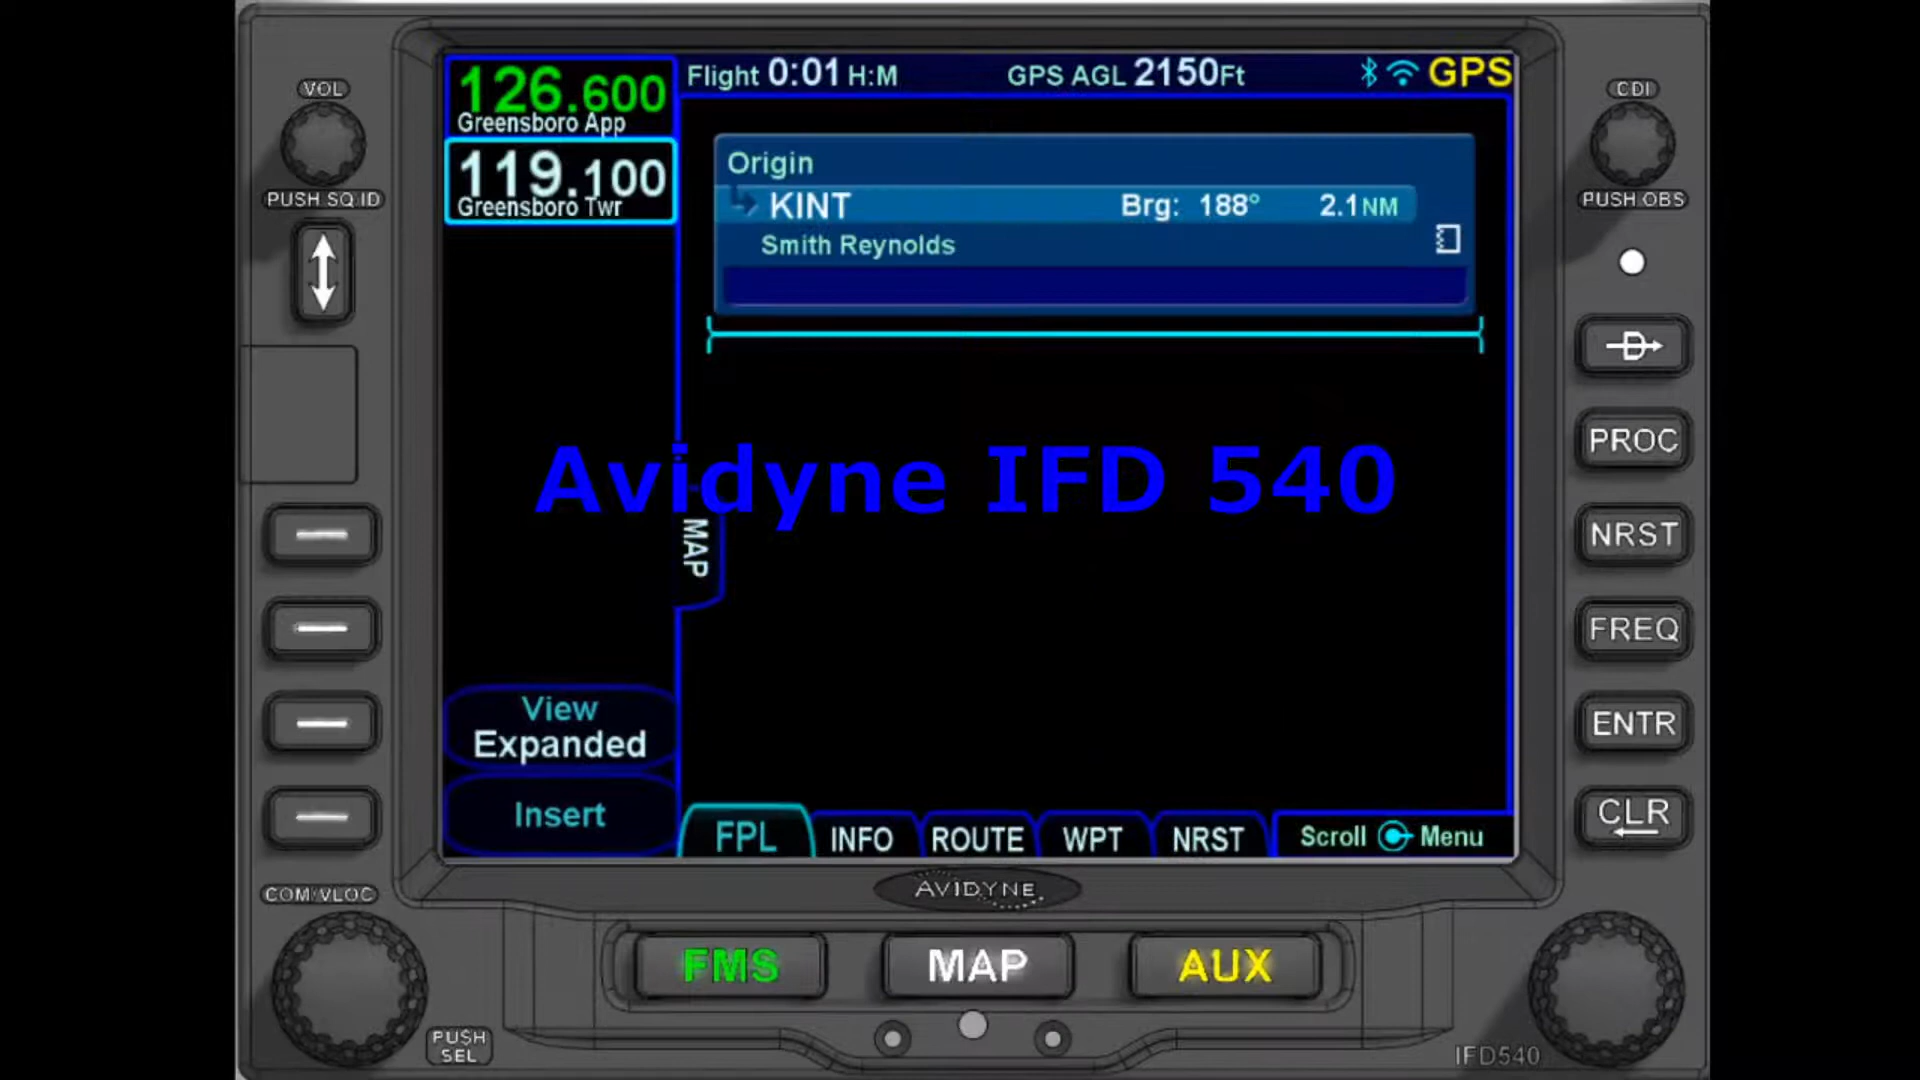 VOL
PUSH SQ.ID
126.600
Greensboro App
119.100
Greensboro Twr
Flight 0:01 H:M
GPS AGL 2150Ft
GPS
CDI
PUSH OBS
Origin
KINT Brg: 188° 2.1NM
Smith Reynolds
Avidyne IFD 540
MAP
PROC
NRST
FREQ
ENTR
CLR
View
Expanded
Insert
FPL INFO ROUTE WPT NRST Scroll Menu
AVIDYNE
COM/VLOC
FMS MAP AUX
PUSH
SEL
IFD540